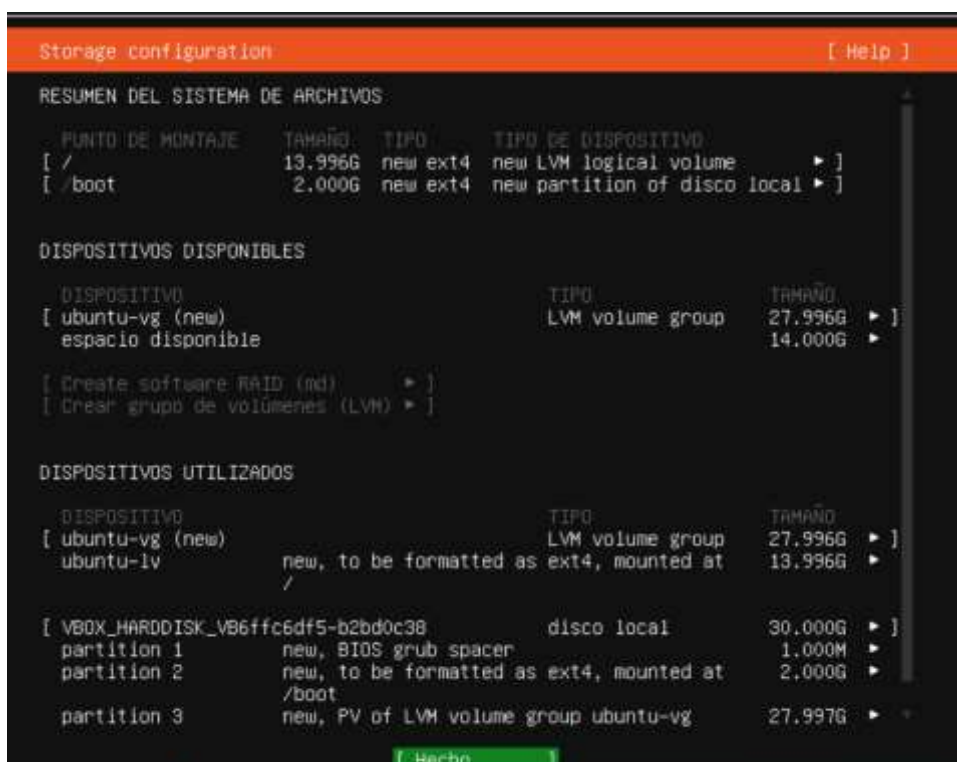 Storage configuration [ Help ]
RESUMEN DEL SISTEMA DE ARCHIVOS
PUNTO DE MONTAJE TAMAÑO TIPO TIPO DE DISPOSITIVO
[ / 13.996G new ext4 new LVM logical volume ▸ ]
[ /boot 2.000G new ext4 new partition of disco local ▸ ]
DISPOSITIVOS DISPONIBLES
DISPOSITIVO TIPO TAMAÑO
[ ubuntu-vg (new) LVM volume group 27.996G ▸ ]
espacio disponible 14.000G ▸
[ Create software RAID (md) ▸ ]
[ Crear grupo de volúmenes (LVM) ▸ ]
DISPOSITIVOS UTILIZADOS
DISPOSITIVO TIPO TAMAÑO
[ ubuntu-vg (new) LVM volume group 27.996G ▸ ]
ubuntu-lv new, to be formatted as ext4, mounted at 13.996G ▸
/
[ VBOX_HARDDISK_VB6ffc6df5-b2bd0c38 disco local 30.000G ▸ ]
partition 1 new, BIOS grub spacer 1.000M ▸
partition 2 new, to be formatted as ext4, mounted at 2.000G ▸
/boot
partition 3 new, PV of LVM volume group ubuntu-vg 27.997G ▸
[ Hecho ]